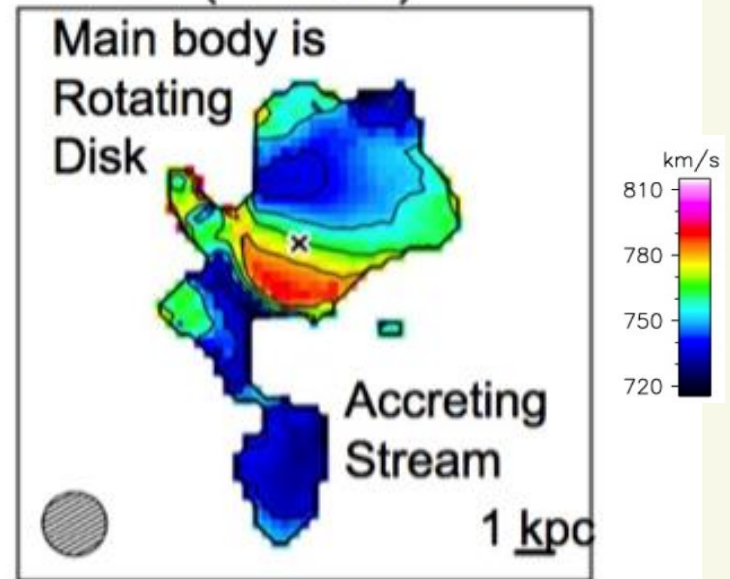 Main body is
Rotating
Disk
km/s
810
780
750
720
Accreting
Stream
1 kpc